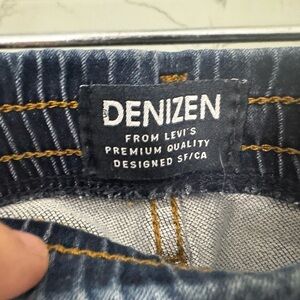 DENIZEN
FROM LEVI'S
PREMIUM QUALITY
DESIGNED SF/CA